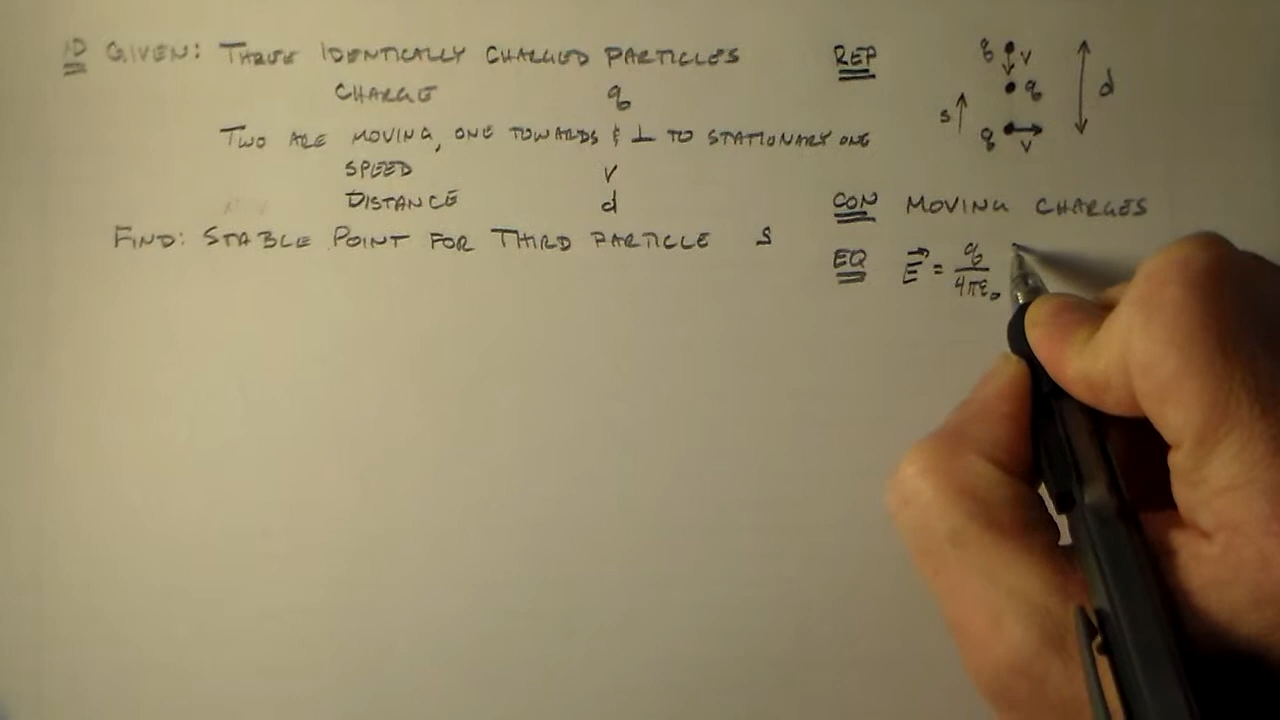 ID GIVEN: THREE IDENTICALLY CHARGED PARTICLES
CHARGE q
TWO ARE MOVING, ONE TOWARDS & ⊥ TO STATIONARY ONE
SPEED v
DISTANCE d
FIND: STABLE POINT FOR THIRD PARTICLE s
REP
q v
q
s d
q v
CON MOVING CHARGES
EQ E⃗ = q/4πε₀